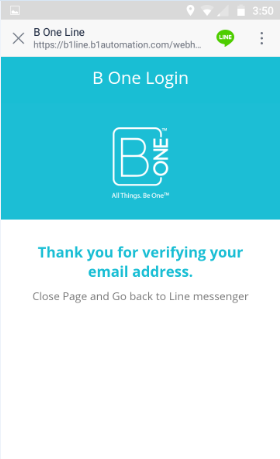 3:50
B One Line
https://b1line.b1automation.com/webh...
LINE
B One Login
B ONE™
All Things. Be One™
Thank you for verifying your
email address.
Close Page and Go back to Line messenger